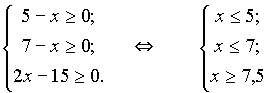 5 − x ≥ 0; x ≤ 5;
7 − x ≥ 0; ⇔ x ≤ 7;
2x − 15 ≥ 0. x ≥ 7,5